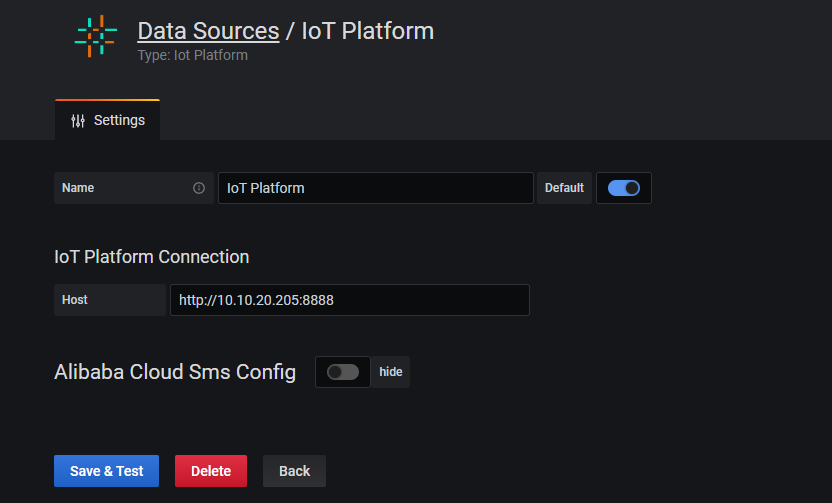 Data Sources / IoT Platform
Type: Iot Platform
Settings
Name IoT Platform Default
IoT Platform Connection
Host http://10.10.20.205:8888
Alibaba Cloud Sms Config hide
Save & Test Delete Back